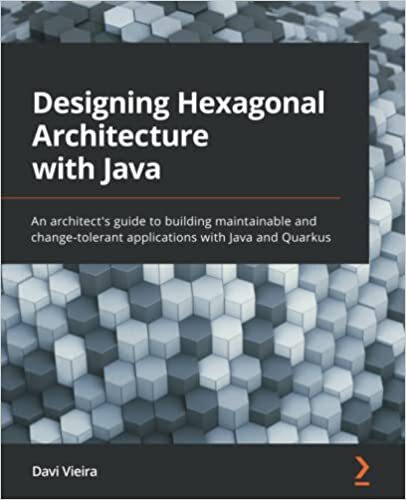 Designing Hexagonal
Architecture
with Java
An architect's guide to building maintainable and
change-tolerant applications with Java and Quarkus
Davi Vieira